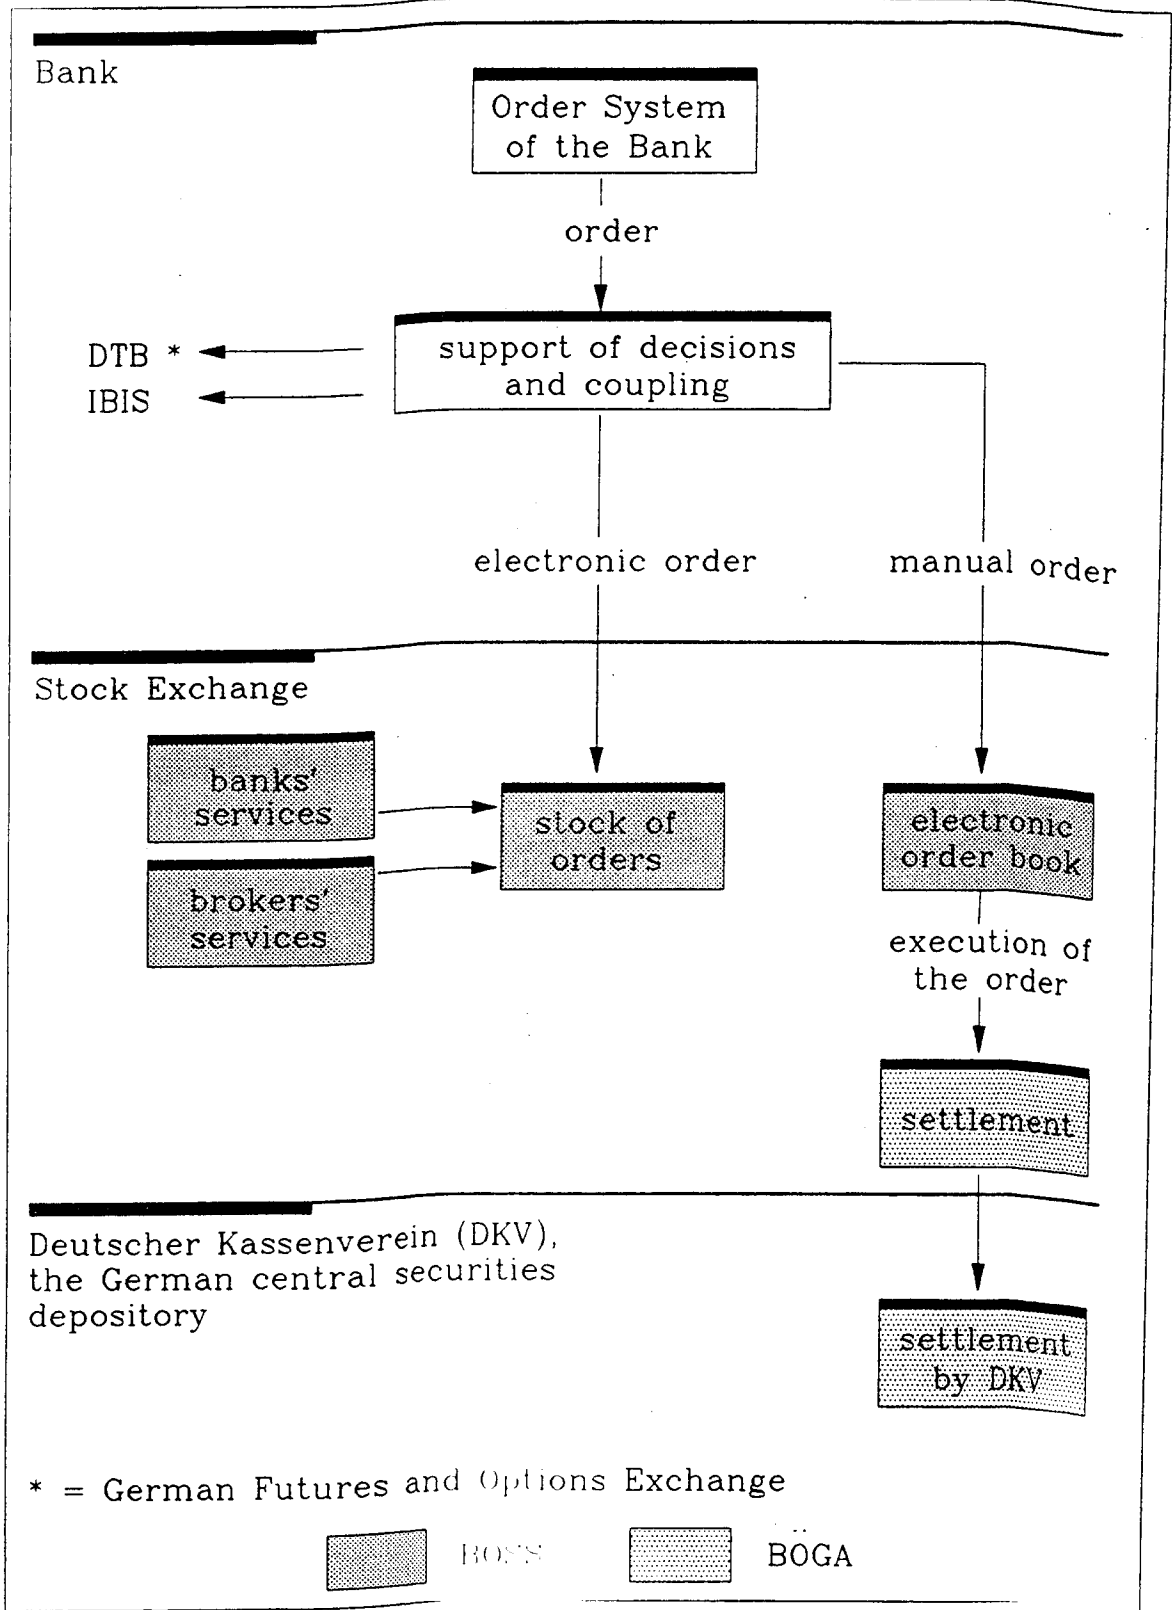 Bank
Order System
of the Bank
order
support of decisions
and coupling
DTB *
IBIS
electronic order
manual order
Stock Exchange
banks'
services
brokers'
services
stock of
orders
electronic
order book
execution of
the order
settlement
Deutscher Kassenverein (DKV),
the German central securities
depository
settlement
by DKV
* = German Futures and Options Exchange
BOSS
BÖGA